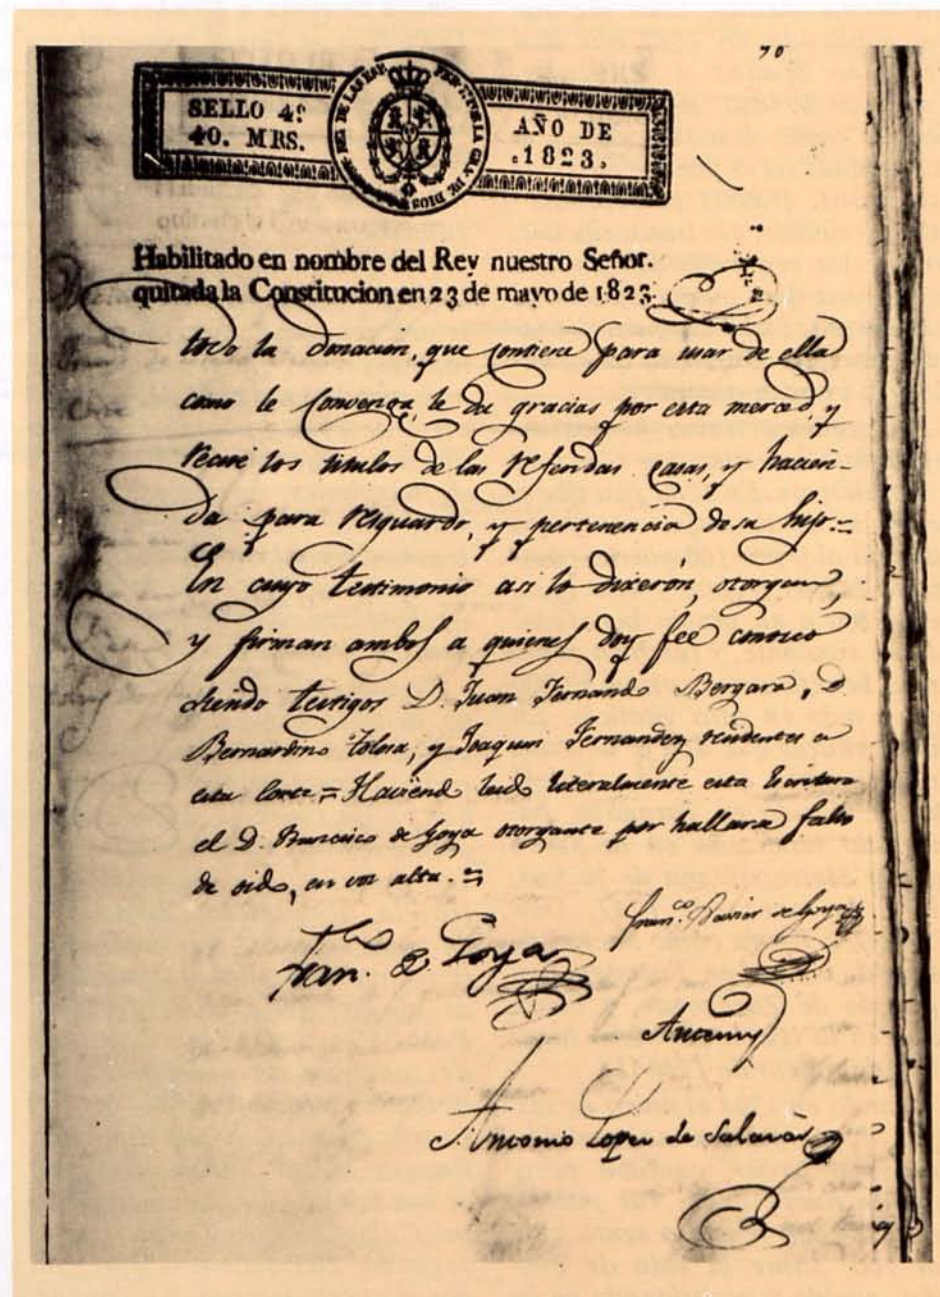 70
SELLO 4º
40. MRS.
AÑO DE
1823.
Habilitado en nombre del Rey nuestro Señor.
quitada la Constitucion en 23 de mayo de 1823.
todo la donacion, que contiene para usar de ella
como le convenga, le da gracias por esta merced, y
recive los titulos de las referidas casas, y hacien-
da para resguardo, y pertenencia de su hijo.=
En cuyo testimonio asi lo dixeron, otorgan,
y firman ambos a quienes doy fee conozco
siendo testigos D. Juan Fernando Bergara, D.
Bernardino Tolosa, y Joaquin Fernandez residentes en
esta Corte = Haviendo leido literalmente esta Escritura
el D. Francisco de Goya otorgante por hallarse falto
de oido, en voz alta. =
Franco. Xavier de Goya
Franco. de Goya
Antemy
Antonio Lopez de Salazar